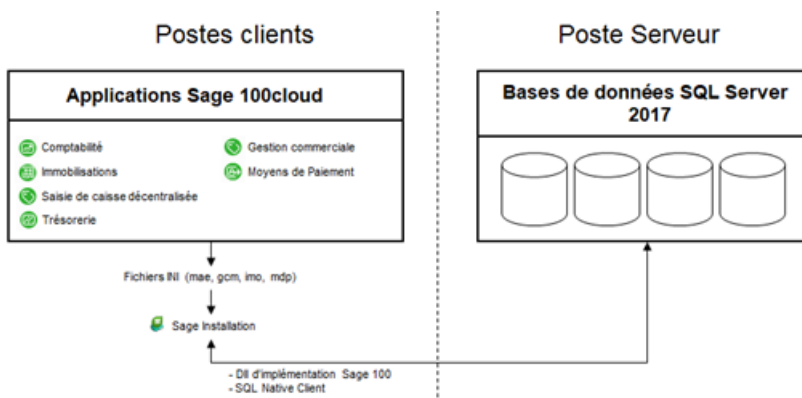 Postes clients
Poste Serveur
Applications Sage 100cloud
Comptabilité
Immobilisations
Saisie de caisse décentralisée
Trésorerie
Gestion commerciale
Moyens de Paiement
Bases de données SQL Server
2017
Fichiers INI (mae, gcm, imo, mdp)
Sage Installation
- Dll d'implémentation Sage 100
- SQL Native Client